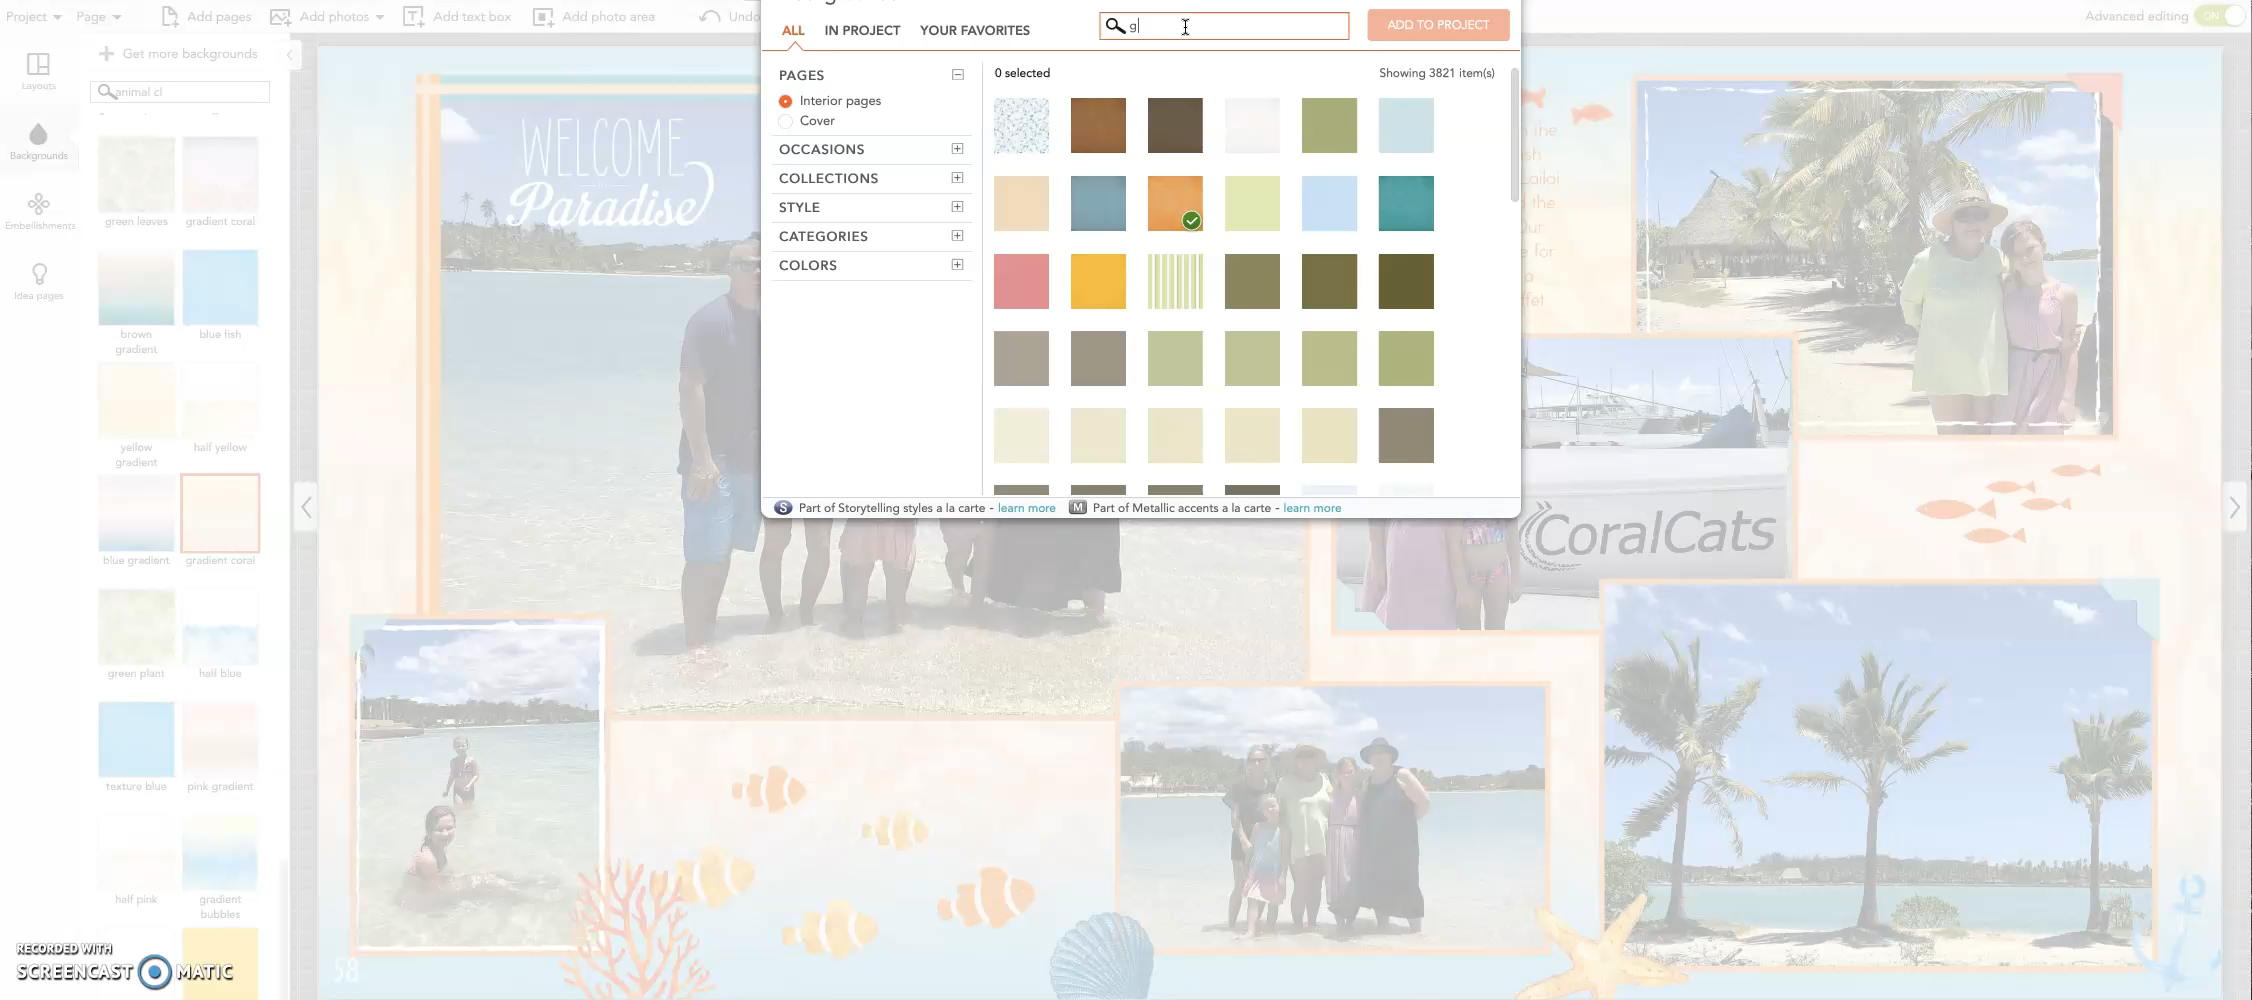 Project
Page
Add pages
Add photos
Add text box
Add photo area
Undo
Advanced editing
ON
ALL
IN PROJECT
YOUR FAVORITES
g
ADD TO PROJECT
Layouts
Backgrounds
Embellishments
Idea pages
Get more backgrounds
animal cl
green leaves
gradient coral
brown gradient
blue fish
yellow gradient
half yellow
blue gradient
gradient coral
green plant
half blue
texture blue
pink gradient
half pink
gradient bubbles
PAGES
Interior pages
Cover
OCCASIONS
COLLECTIONS
STYLE
CATEGORIES
COLORS
0 selected
Showing 3821 item(s)
S Part of Storytelling styles a la carte - learn more
M Part of Metallic accents a la carte - learn more
WELCOME
Paradise
the
Lailai
the
for
a
CoralCats
58
RECORDED WITH
SCREENCAST MATIC